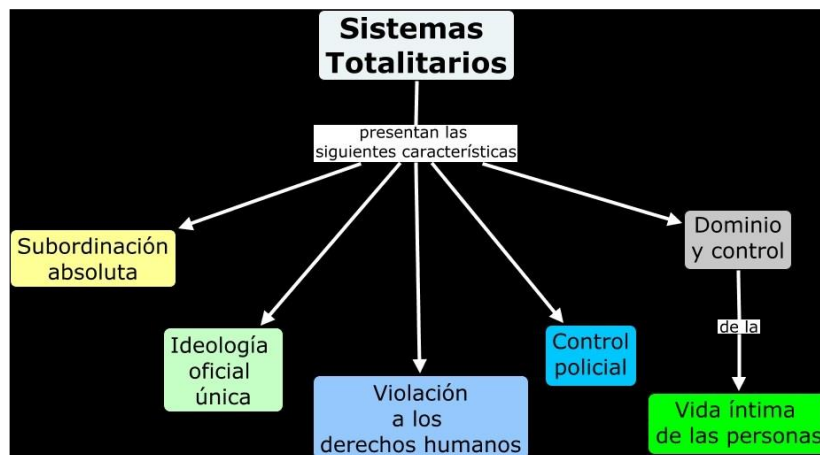 Sistemas
Totalitarios
presentan las
siguientes características
Subordinación
absoluta
Ideología
oficial
única
Violación
a los
derechos humanos
Control
policial
Dominio
y control
de la
Vida íntima
de las personas